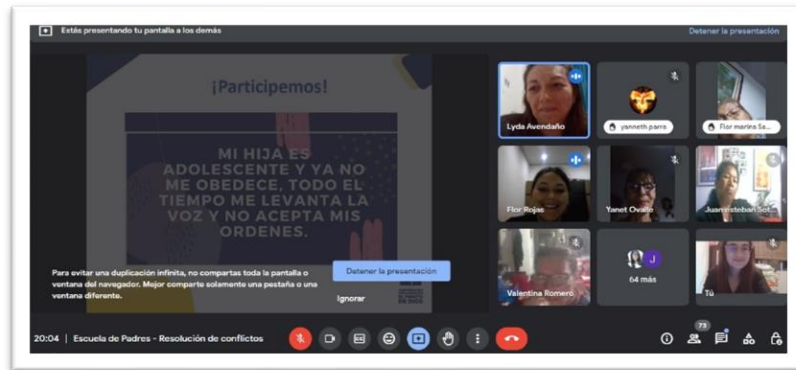 Estás presentando tu pantalla a los demás
Detener la presentación
¡Participemos!
MI HIJA ES
ADOLESCENTE Y YA NO
ME OBEDECE, TODO EL
TIEMPO ME LEVANTA LA
VOZ Y NO ACEPTA MIS
ORDENES.
Para evitar una duplicación infinita, no compartas toda la pantalla o
ventana del navegador. Mejor comparte solamente una pestaña o una
ventana diferente.
Detener la presentación
Ignorar
Lyda Avendaño
yanneth parra
Flor marina Sa...
Flor Rojas
Yanet Ovalle
Juan esteban Sot...
Valentina Romero
J
64 más
Tú
20:04 | Escuela de Padres - Resolución de conflictos
73